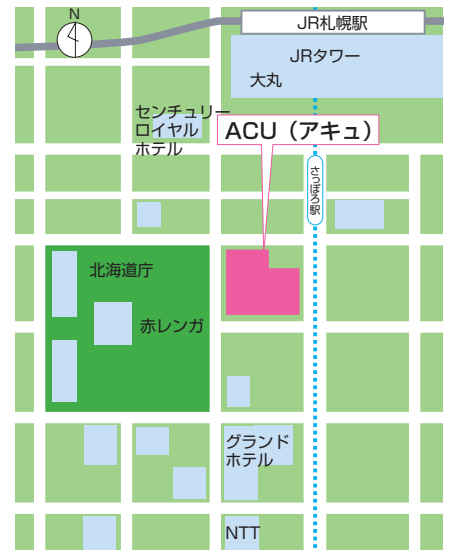 N
JR札幌駅
JRタワー
大丸
センチュリー
ロイヤル
ホテル
ACU（アキュ）
さっぽろ駅
北海道庁
赤レンガ
グランド
ホテル
NTT